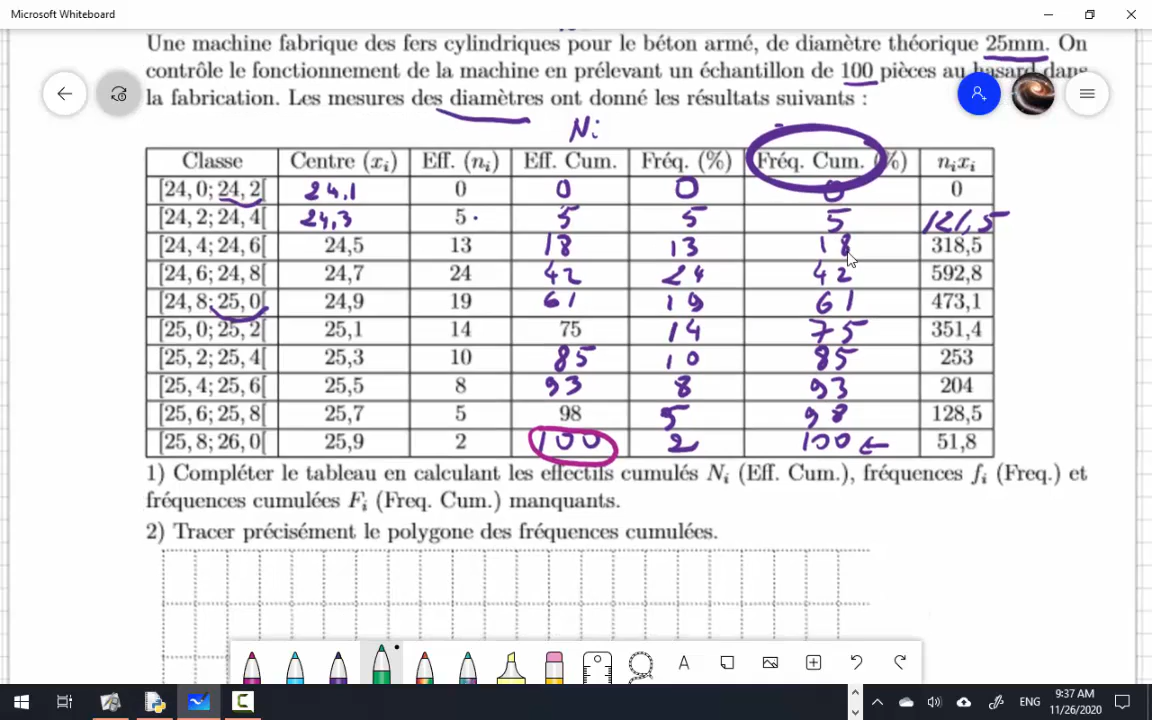 Microsoft Whiteboard
Une machine fabrique des fers cylindriques pour le béton armé, de diamètre théorique 25mm. On
contrôle le fonctionnement de la machine en prélevant un échantillon de 100 pièces au hasard dans
la fabrication. Les mesures des diamètres ont donné les résultats suivants :
Ni
Classe Centre (xi) Eff. (ni) Eff. Cum. Fréq. (%) Fréq. Cum. (%) nixi
[24, 0; 24, 2[ 24,1 0 0 0 0 0
[24, 2; 24, 4[ 24,3 5 5 5 5 121,5
[24, 4; 24, 6[ 24,5 13 18 13 18 318,5
[24, 6; 24, 8[ 24,7 24 42 24 42 592,8
[24, 8; 25, 0[ 24,9 19 61 19 61 473,1
[25, 0; 25, 2[ 25,1 14 75 14 75 351,4
[25, 2; 25, 4[ 25,3 10 85 10 85 253
[25, 4; 25, 6[ 25,5 8 93 8 93 204
[25, 6; 25, 8[ 25,7 5 98 5 98 128,5
[25, 8; 26, 0[ 25,9 2 100 2 100 ← 51,8
1) Compléter le tableau en calculant les effectifs cumulés Ni (Eff. Cum.), fréquences fi (Freq.) et
fréquences cumulées Fi (Freq. Cum.) manquants.
2) Tracer précisément le polygone des fréquences cumulées.
A
ENG
9:37 AM
11/26/2020